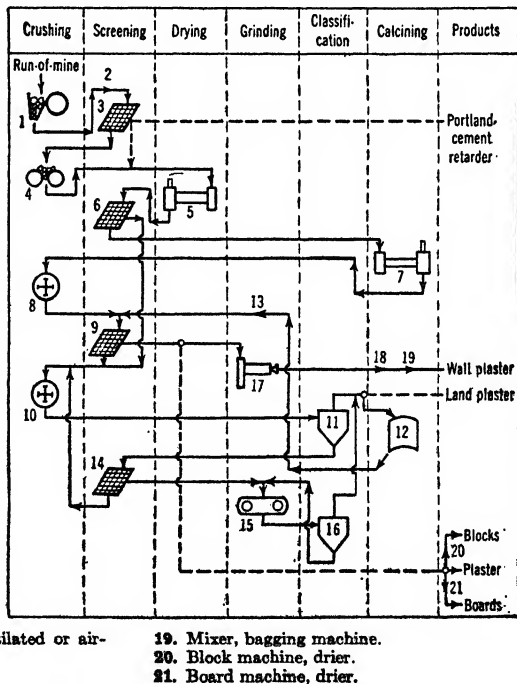 Crushing Screening Drying Grinding Classifi-
cation Calcining Products
Run-of-mine
2
3
1
Portland-
cement
retarder
4
5
6
7
8
13
9
18 19 Wall plaster
17
Land plaster
10
11
12
14
15
16
Blocks
20
Plaster
21
Boards
tilated or air-
19. Mixer, bagging machine.
20. Block machine, drier.
21. Board machine, drier.